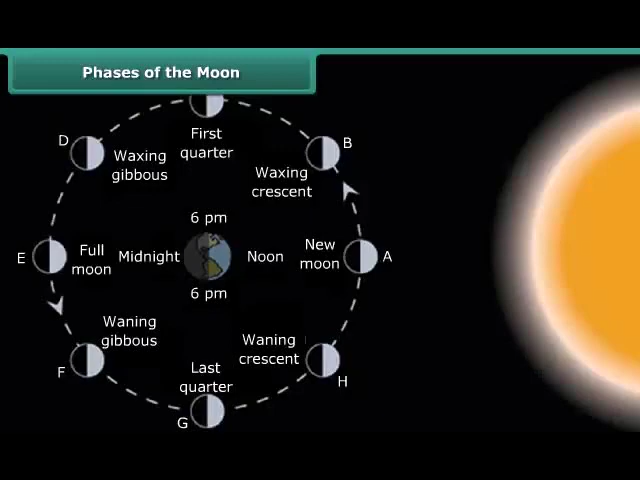 Phases of the Moon
First
quarter
D
B
Waxing
gibbous
Waxing
crescent
6 pm
E
Full
moon
Midnight
Noon
New
moon
A
6 pm
Waning
gibbous
Waning
crescent
F
Last
quarter
H
G